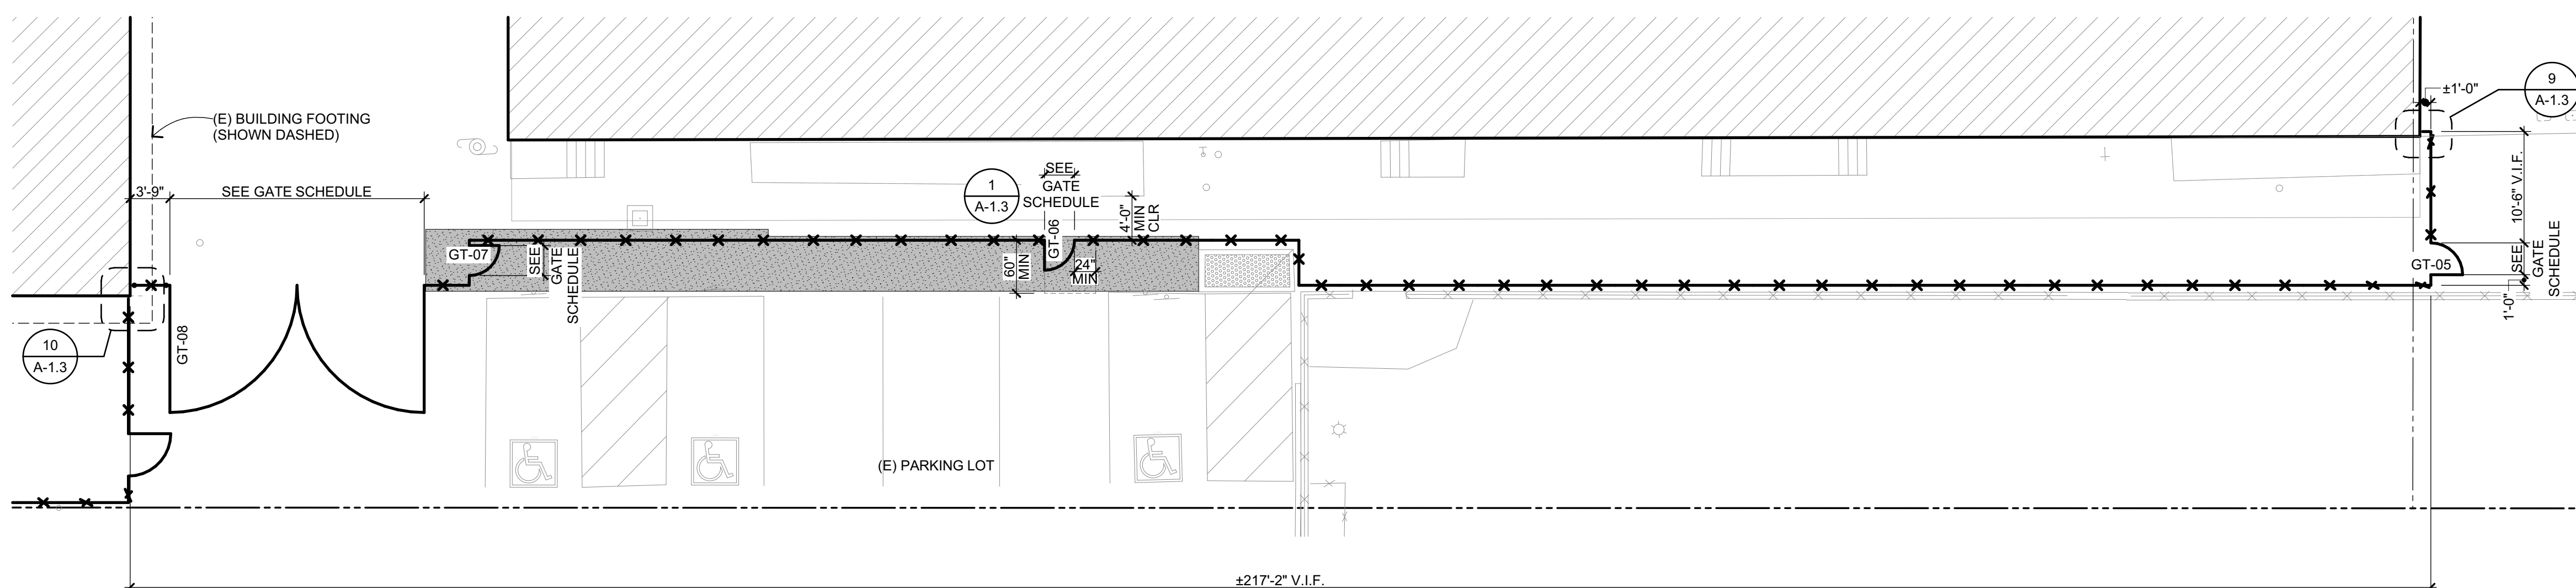 ±1'-0"
9
A-1.3
(E) BUILDING FOOTING
(SHOWN DASHED)
3'-9"
SEE GATE SCHEDULE
1
A-1.3
SEE
GATE
SCHEDULE
GT-06
4'-0"
MIN
CLR
10'-6" V.I.F.
GT-07
SEE
GATE
SCHEDULE
60"
MIN
24"
MIN
GT-05
SEE
GATE
SCHEDULE
1'-0"
GT-08
10
A-1.3
(E) PARKING LOT
±217'-2" V.I.F.